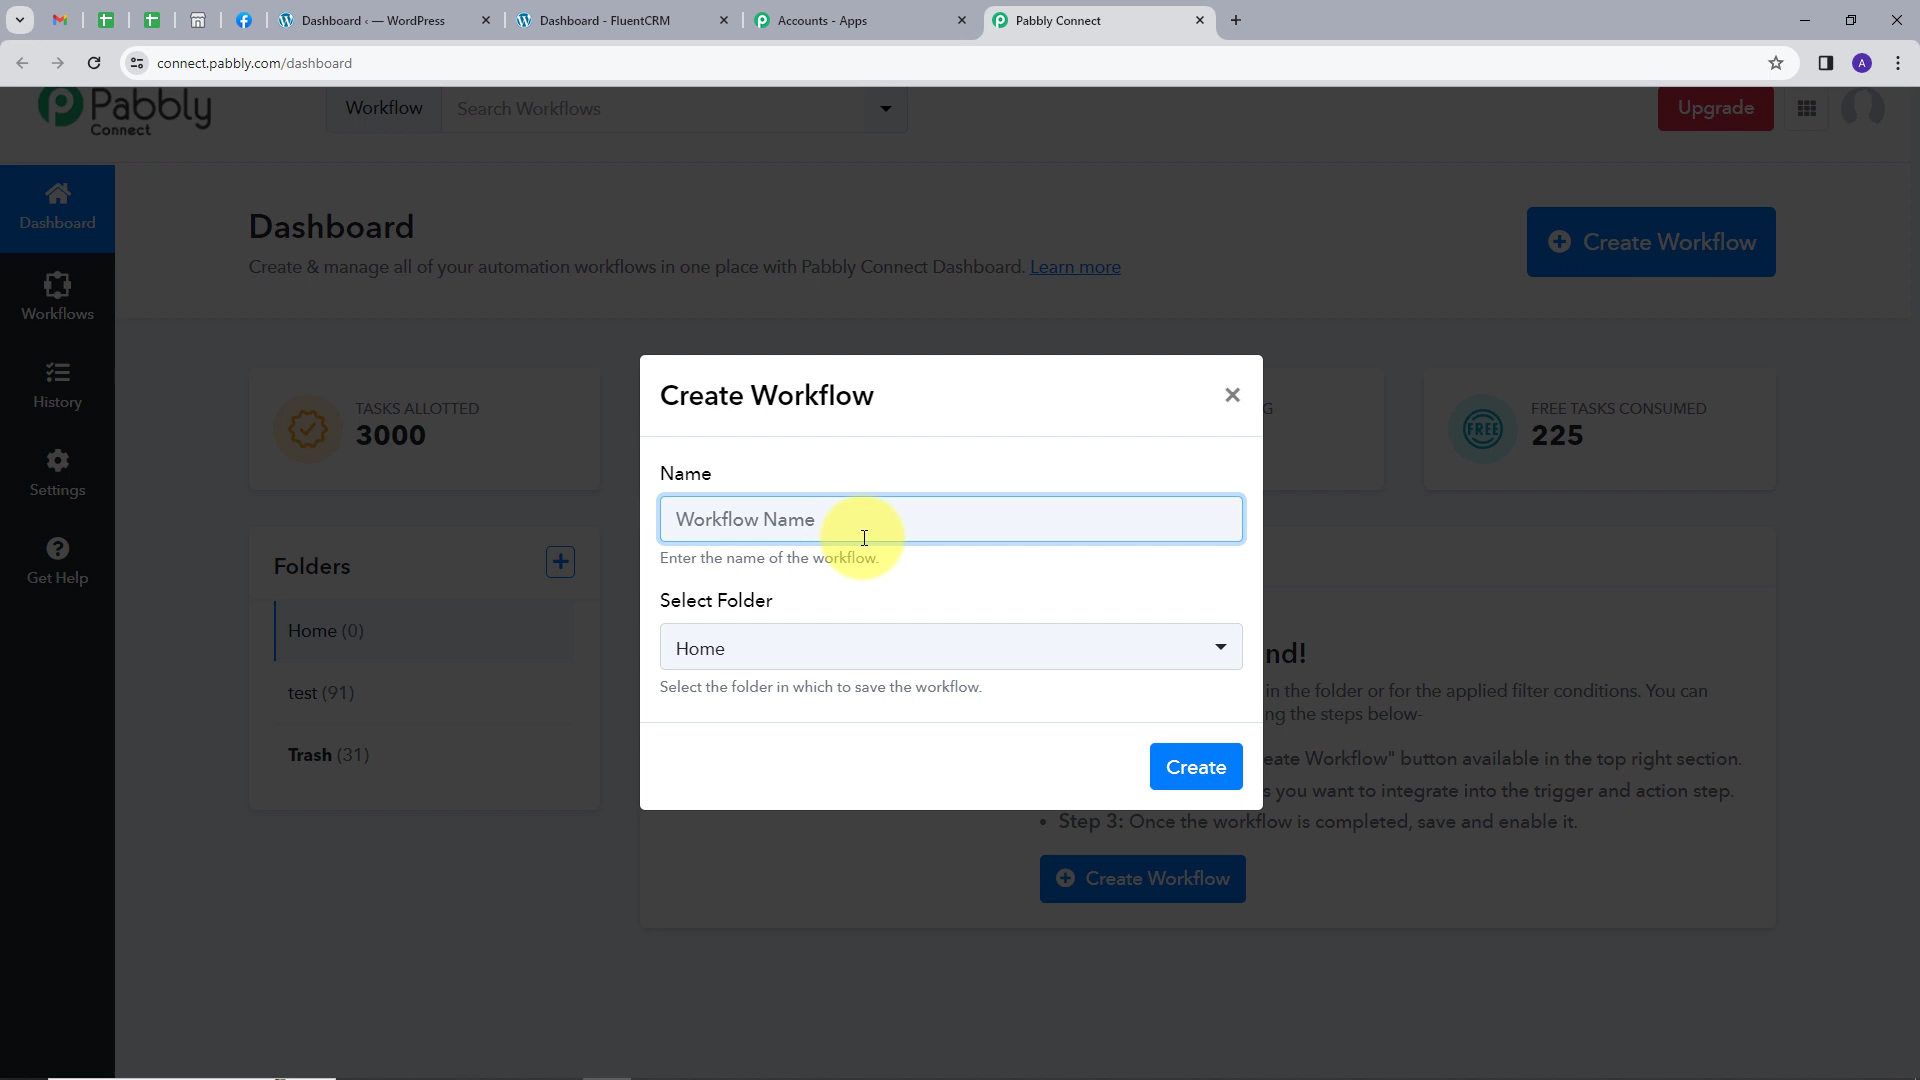 Dashboard ‹ — WordPress
Dashboard - FluentCRM
Accounts - Apps
Pabbly Connect
connect.pabbly.com/dashboard
A
Pabbly
Connect
Workflow
Search Workflows
Upgrade
Dashboard
Workflows
History
Settings
Get Help
Dashboard
Create & manage all of your automation workflows in one place with Pabbly Connect Dashboard. Learn more
Create Workflow
TASKS ALLOTTED
3000
G
FREE
FREE TASKS CONSUMED
225
Folders
Home (0)
test (91)
Trash (31)
Create Workflow
Name
Workflow Name
Enter the name of the workflow.
Select Folder
Home
Select the folder in which to save the workflow.
Create
nd!
in the folder or for the applied filter conditions. You can
ng the steps below-
eate Workflow" button available in the top right section.
s you want to integrate into the trigger and action step.
• Step 3: Once the workflow is completed, save and enable it.
Create Workflow